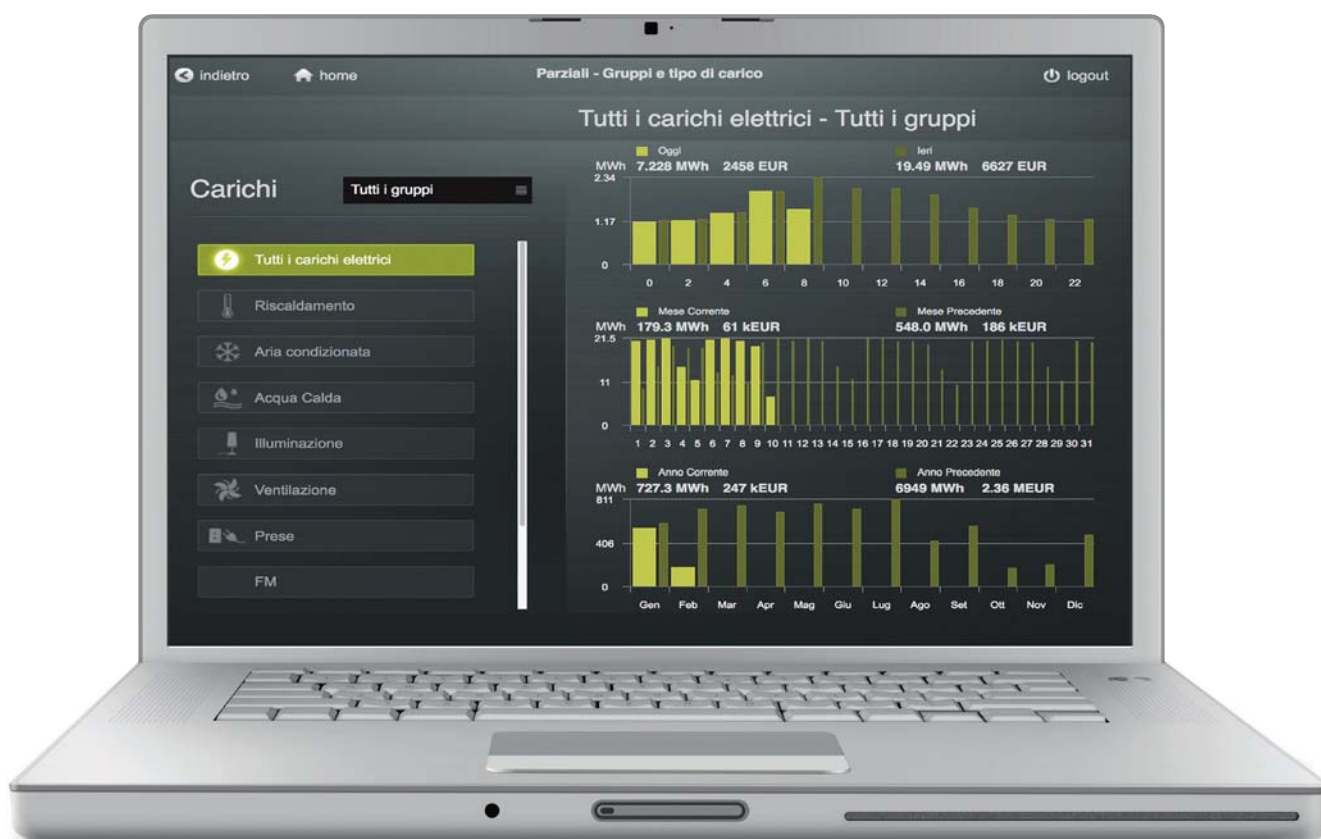 indietro home Parziali - Gruppi e tipo di carico logout
Tutti i carichi elettrici - Tutti i gruppi
Carichi Tutti i gruppi
Tutti i carichi elettrici
Riscaldamento
Aria condizionata
Acqua Calda
Illuminazione
Ventilazione
Prese
FM
Oggi Ieri
MWh 7.228 MWh 2458 EUR 19.49 MWh 6627 EUR
2.34
1.17
0
0 2 4 6 8 10 12 14 16 18 20 22
Mese Corrente Mese Precedente
MWh 179.3 MWh 61 kEUR 548.0 MWh 186 kEUR
21.5
11
0
1 2 3 4 5 6 7 8 9 10 11 12 13 14 15 16 17 18 19 20 21 22 23 20 24 25 26 27 28 29 30 31
Anno Corrente Anno Precedente
MWh 727.3 MWh 247 kEUR 6949 MWh 2.36 MEUR
811
406
0
Gen Feb Mar Apr Mag Giu Lug Ago Set Ott Nov Dic